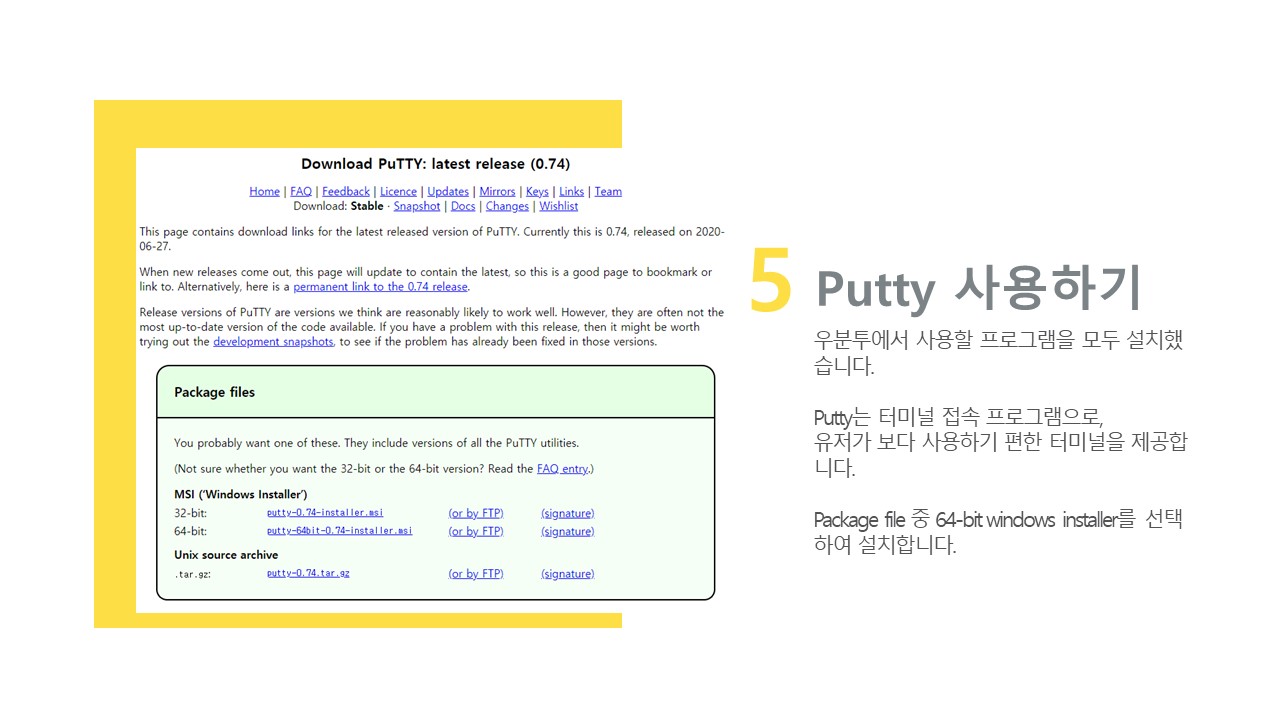 Download PuTTY: latest release (0.74)
Home | FAQ | Feedback | Licence | Updates | Mirrors | Keys | Links | Team
Download: Stable · Snapshot | Docs | Changes | Wishlist
This page contains download links for the latest released version of PuTTY. Currently this is 0.74, released on 2020-
06-27.
When new releases come out, this page will update to contain the latest, so this is a good page to bookmark or
link to. Alternatively, here is a permanent link to the 0.74 release.
Release versions of PuTTY are versions we think are reasonably likely to work well. However, they are often not the
most up-to-date version of the code available. If you have a problem with this release, then it might be worth
trying out the development snapshots, to see if the problem has already been fixed in those versions.
Package files
You probably want one of these. They include versions of all the PuTTY utilities.
(Not sure whether you want the 32-bit or the 64-bit version? Read the FAQ entry.)
MSI (‘Windows Installer’)
32-bit: putty-0.74-installer.msi (or by FTP) (signature)
64-bit: putty-64bit-0.74-installer.msi (or by FTP) (signature)
Unix source archive
.tar.gz: putty-0.74.tar.gz (or by FTP) (signature)
5 Putty 사용하기
우분투에서 사용할 프로그램을 모두 설치했
습니다.
Putty는 터미널 접속 프로그램으로,
유저가 보다 사용하기 편한 터미널을 제공합
니다.
Package file 중 64-bit windows installer를 선택
하여 설치합니다.